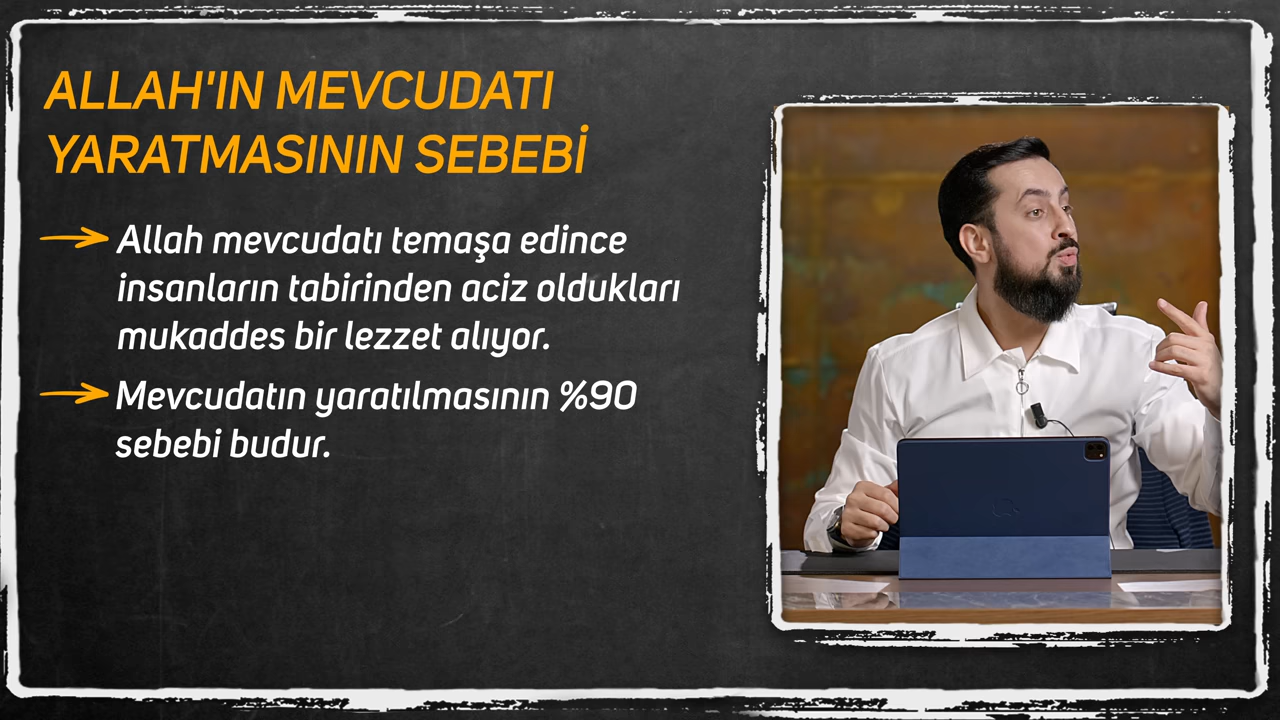 ALLAH'IN MEVCUDATI
YARATMASININ SEBEBİ
Allah mevcudatı temaşa edince
insanların tabirinden aciz oldukları
mukaddes bir lezzet alıyor.
Mevcudatın yaratılmasının %90
sebebi budur.